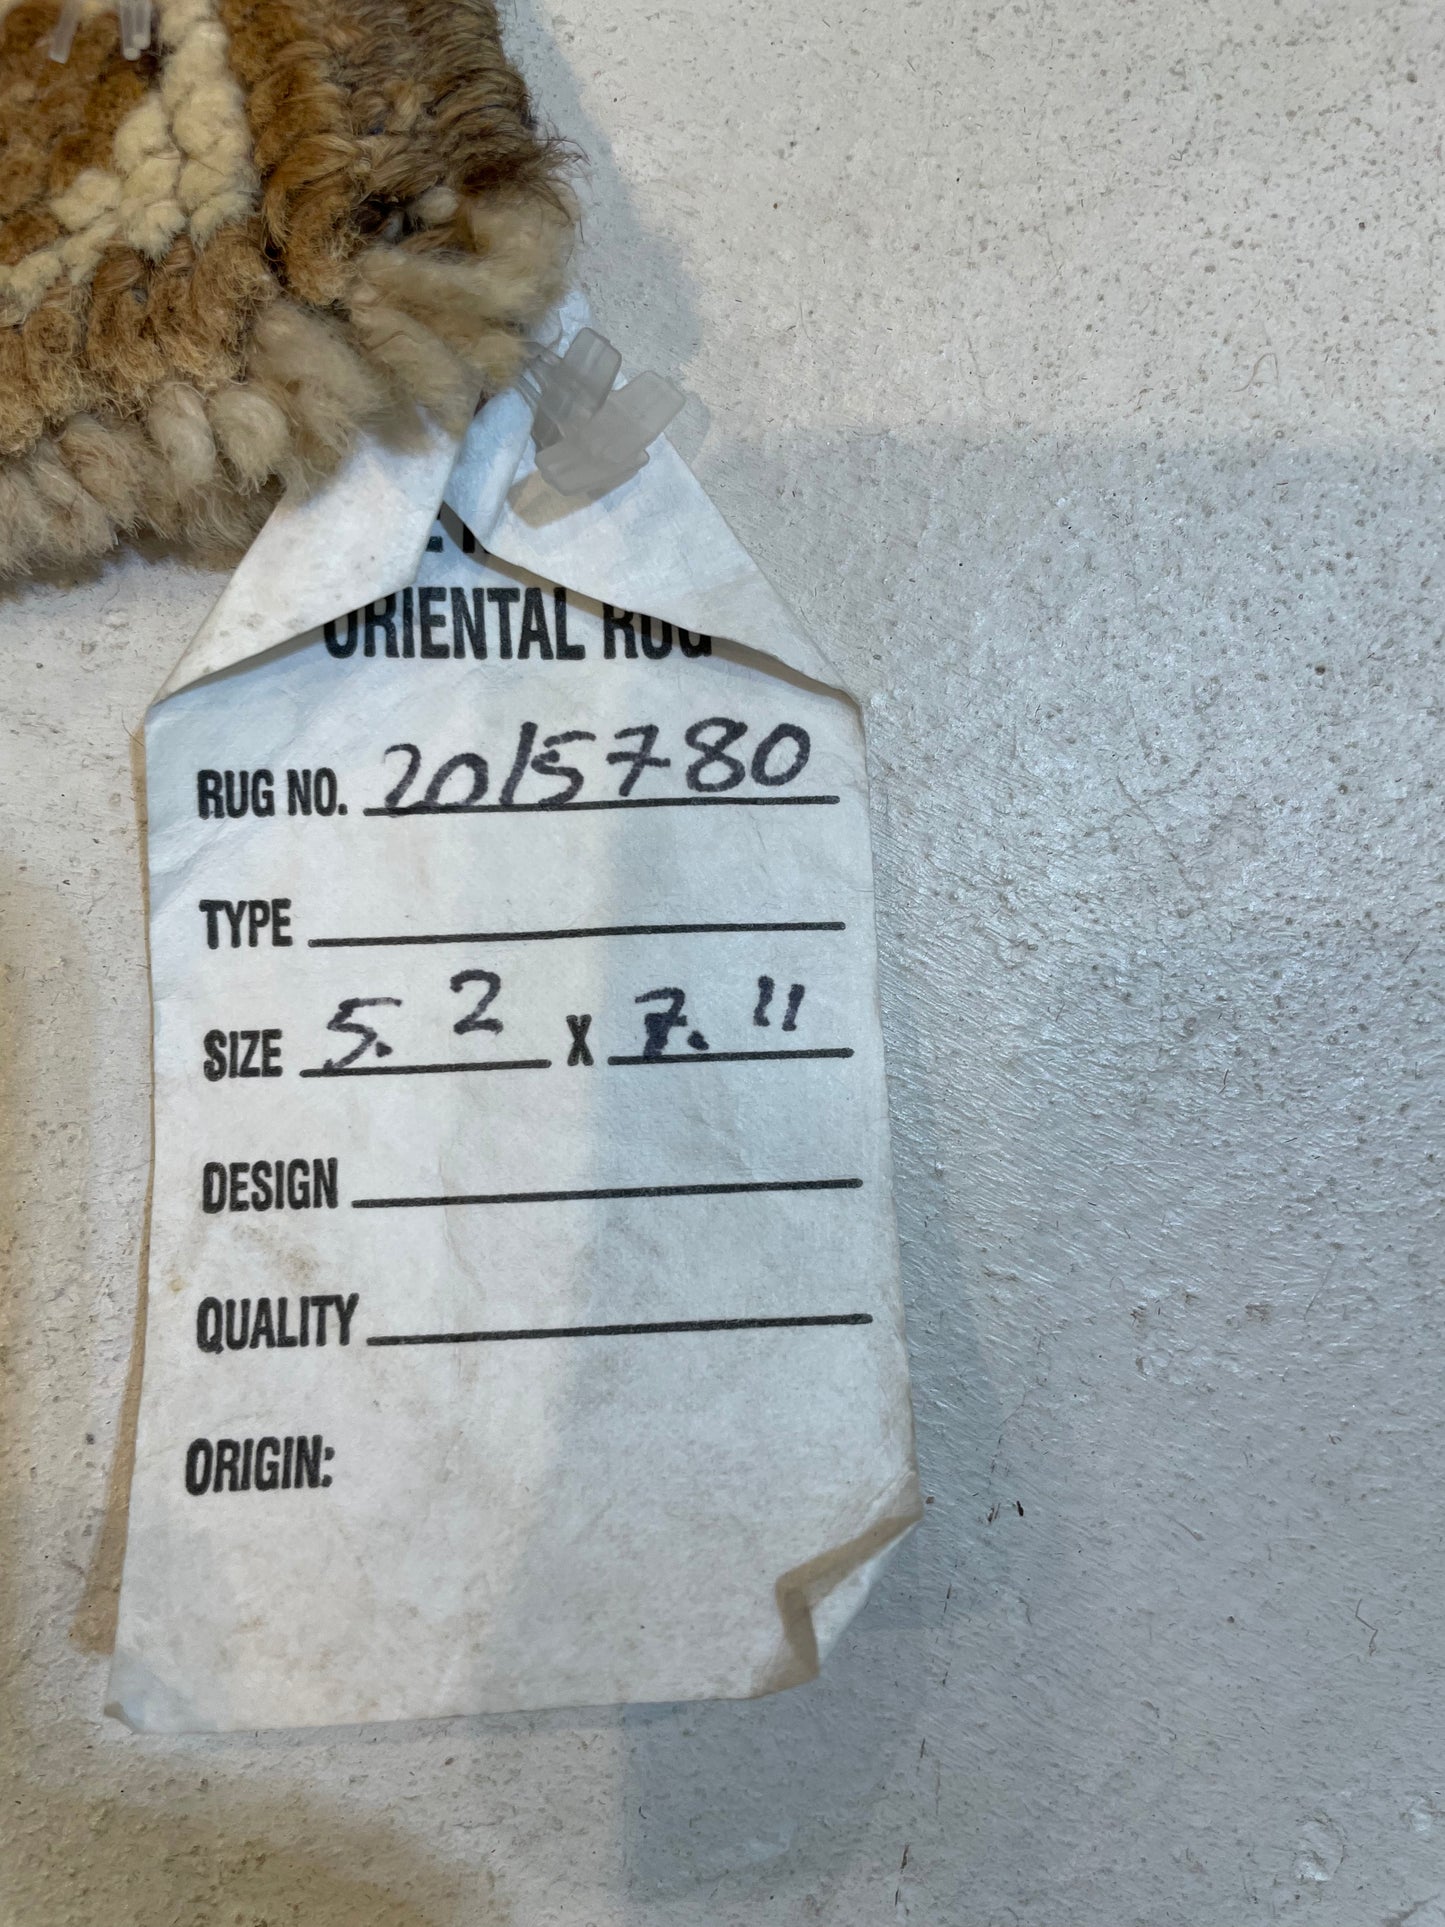 ORIENTAL RUG
RUG NO. 2015780
TYPE
SIZE 5. 2 X 7. 11
DESIGN
QUALITY
ORIGIN: